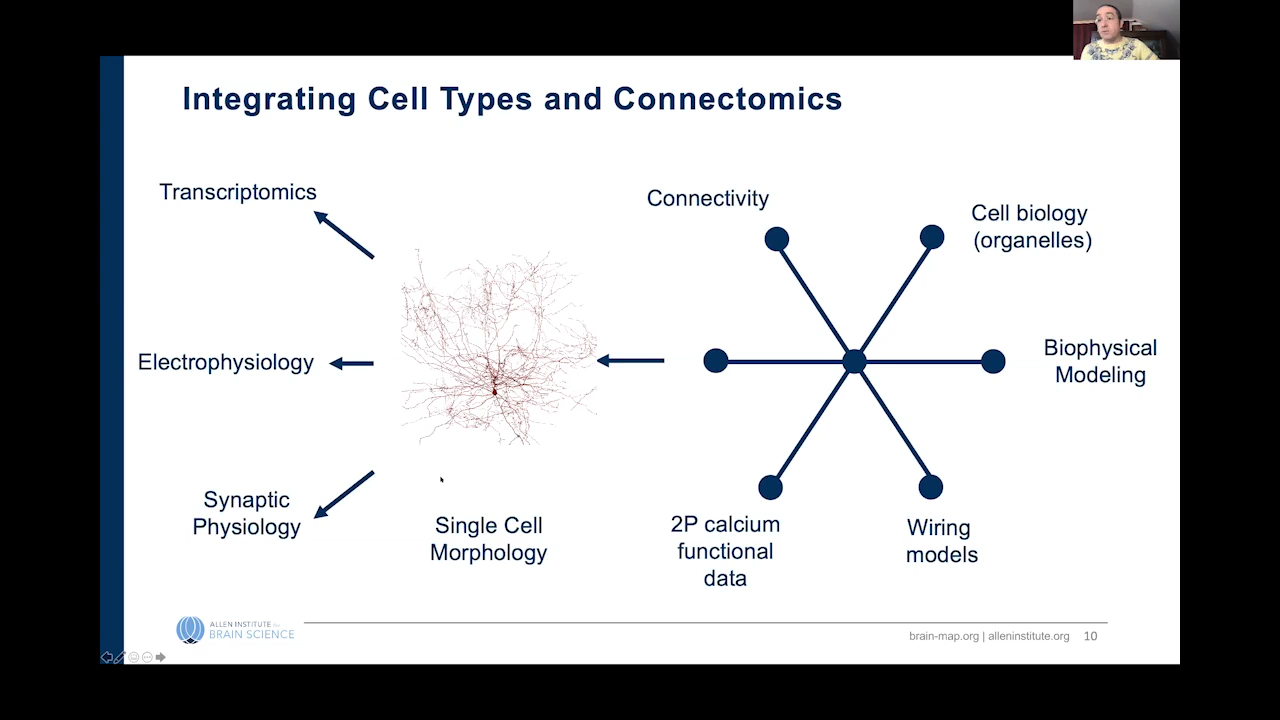 Integrating Cell Types and Connectomics
Transcriptomics
Electrophysiology
Synaptic
Physiology
Single Cell
Morphology
Connectivity
Cell biology
(organelles)
Biophysical
Modeling
2P calcium
functional
data
Wiring
models
ALLEN INSTITUTE for
BRAIN SCIENCE
brain-map.org | alleninstitute.org 10